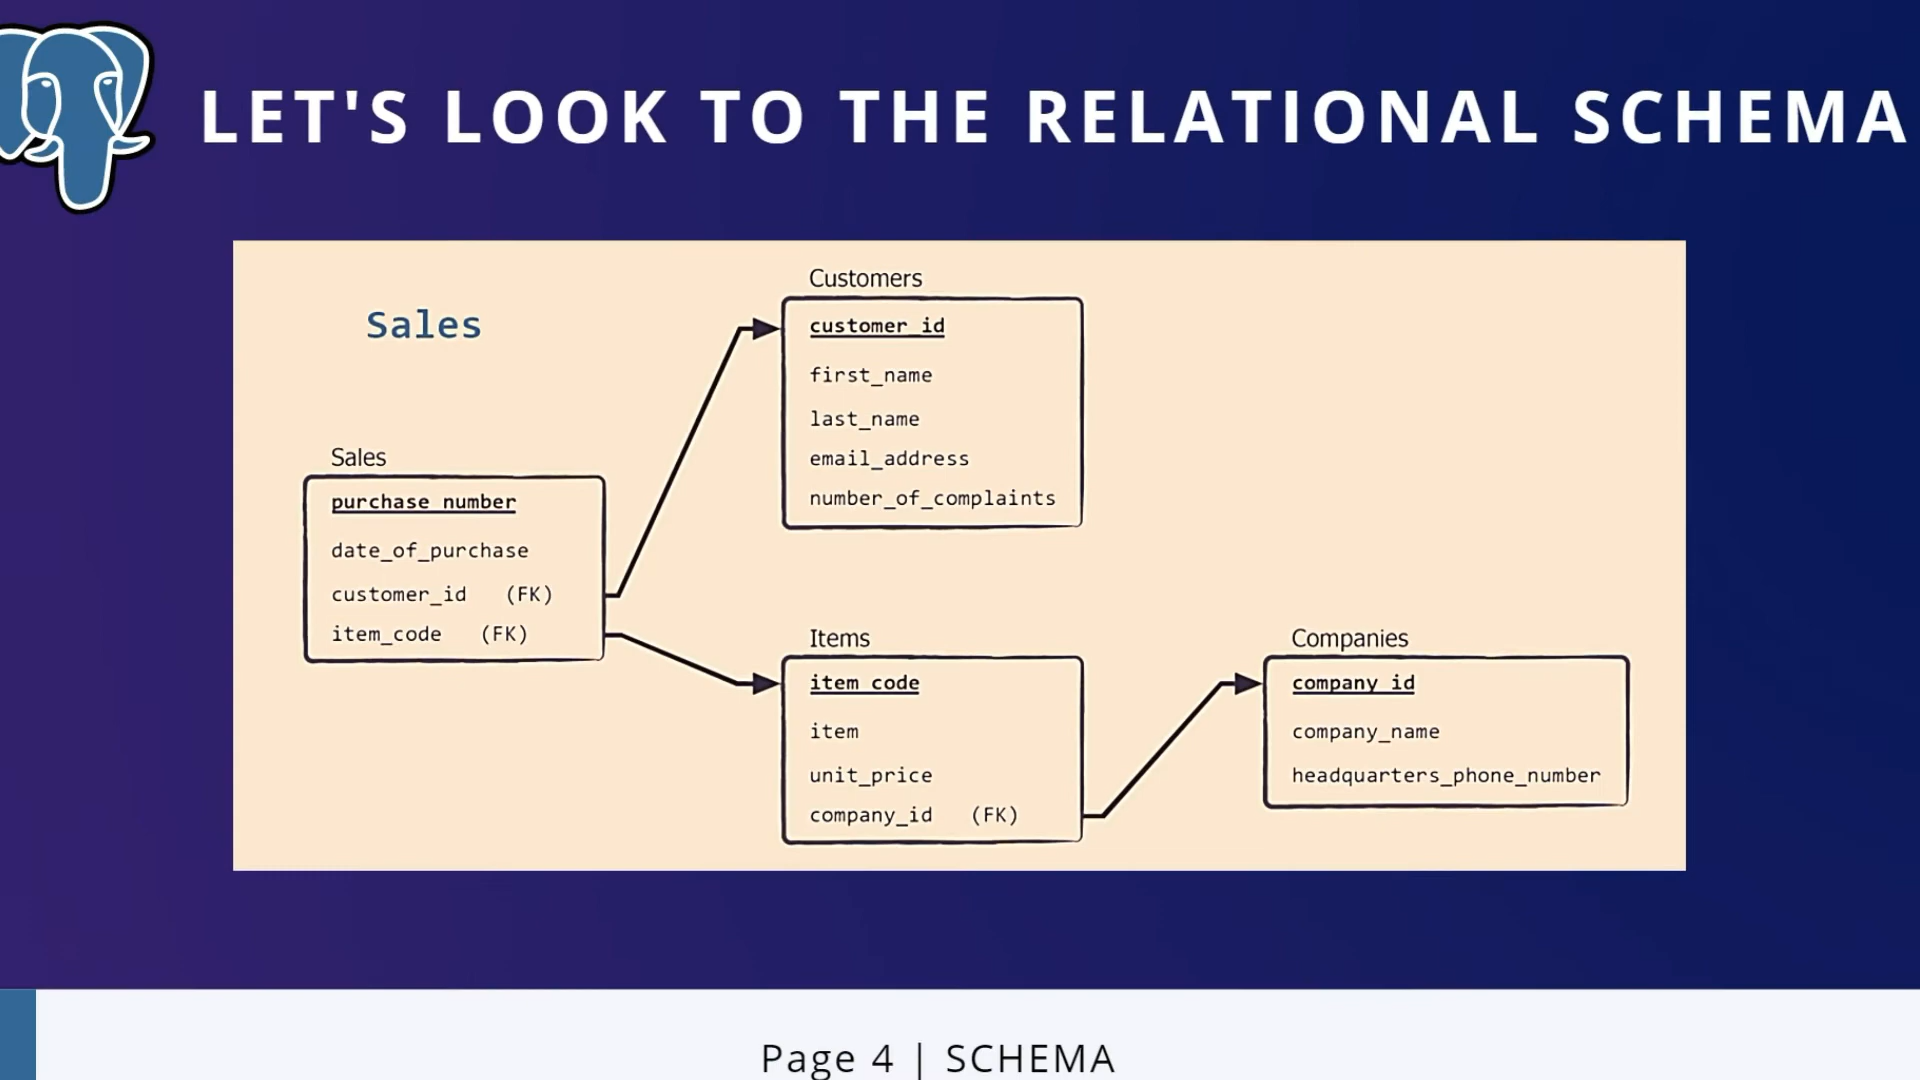 LET'S LOOK TO THE RELATIONAL SCHEMA
Sales
Sales
purchase_number
date_of_purchase
customer_id (FK)
item_code (FK)
Customers
customer_id
first_name
last_name
email_address
number_of_complaints
Items
item_code
item
unit_price
company_id (FK)
Companies
company_id
company_name
headquarters_phone_number
Page 4 | SCHEMA